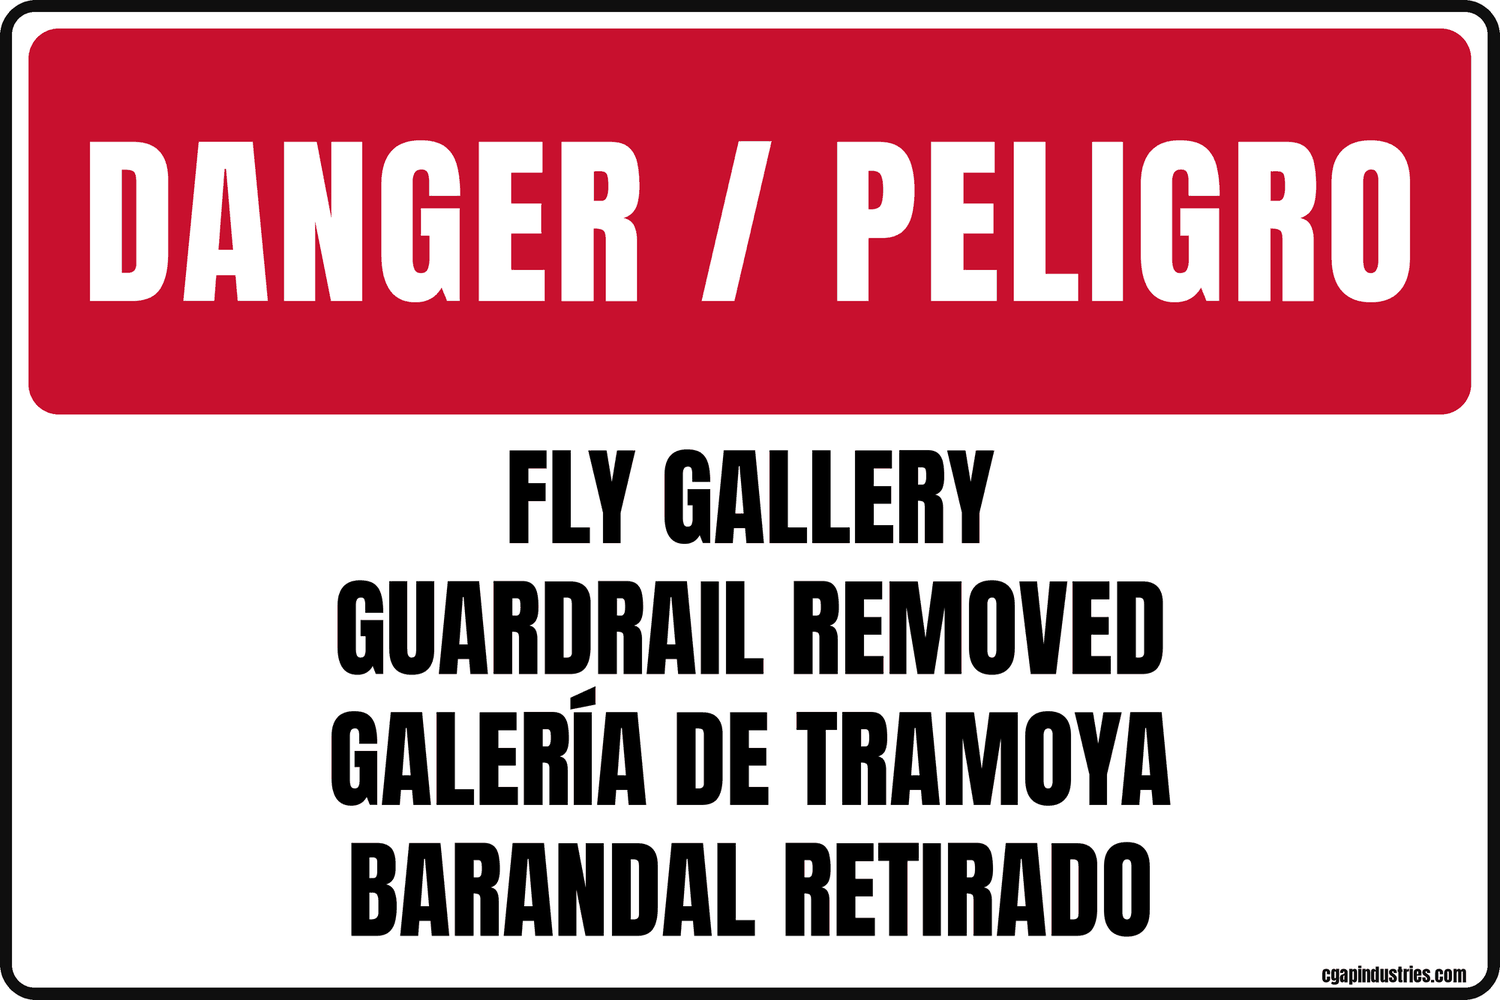 DANGER / PELIGRO
FLY GALLERY
GUARDRAIL REMOVED
GALERÍA DE TRAMOYA
BARANDAL RETIRADO
cgapindustries.com